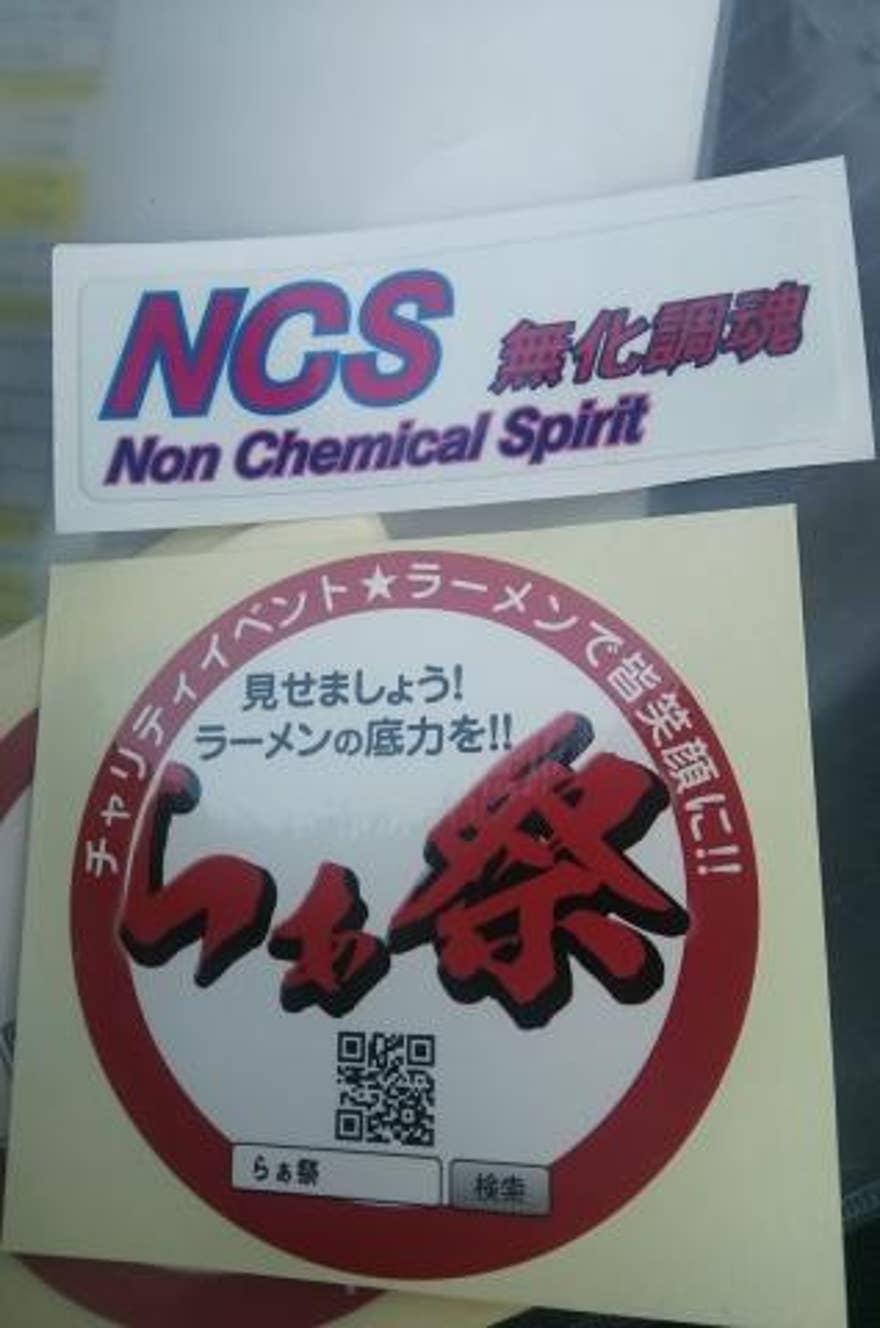 NCS 無化調魂
Non Chemical Spirit
チャリティイベント★ラーメンで皆笑顔に!!
見せましょう!
ラーメンの底力を!!
らぁ祭
らぁ祭 検索